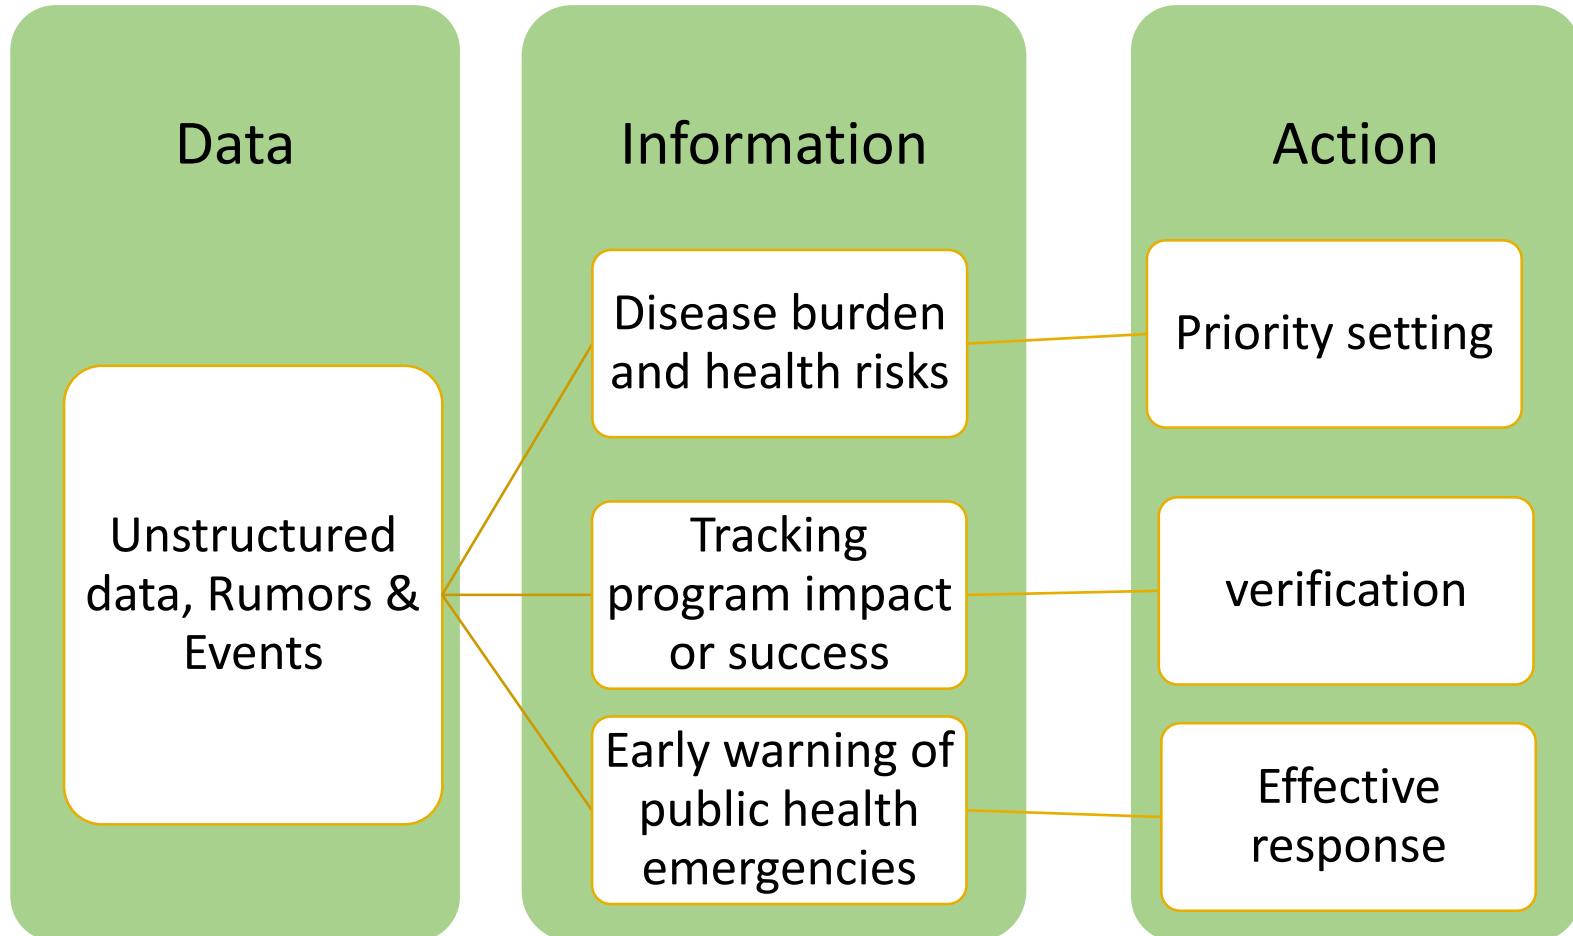 Data
Unstructured
data, Rumors &
Events
Information
Disease burden
and health risks
Tracking
program impact
or success
Early warning of
public health
emergencies
Action
Priority setting
verification
Effective
response